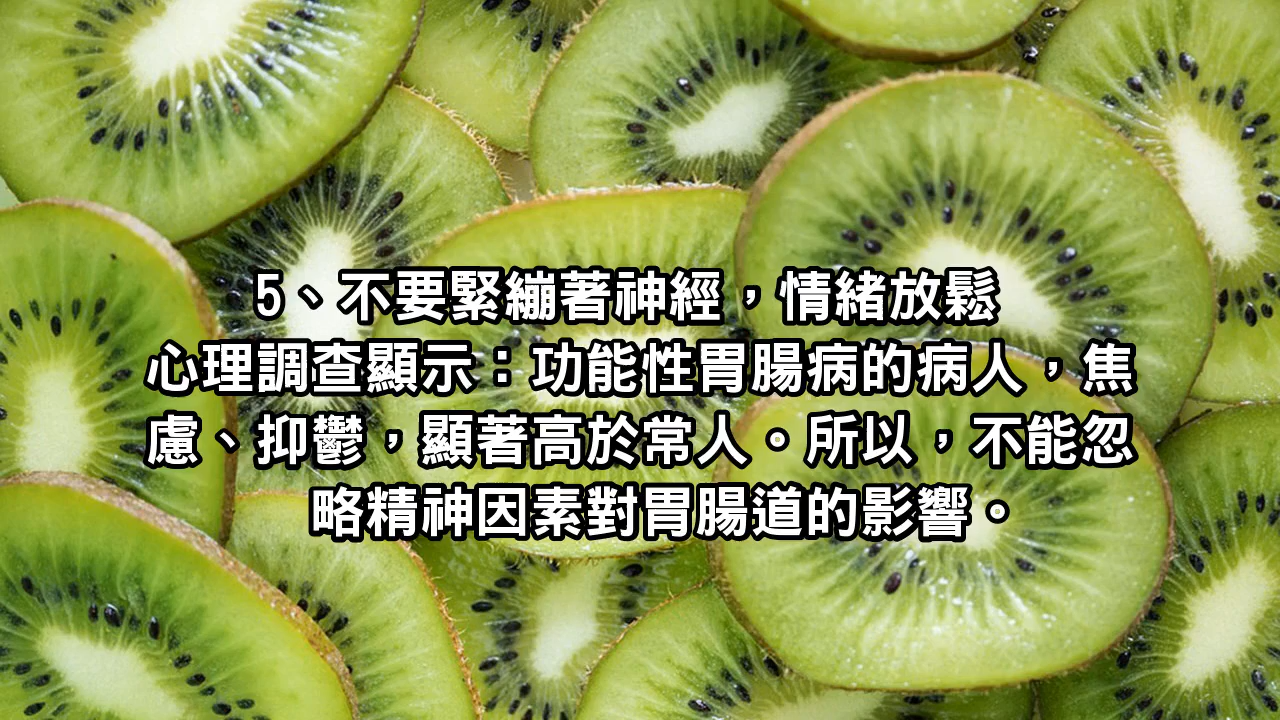 5、不要緊繃著神經，情緒放鬆
心理調查顯示：功能性胃腸病的病人，焦
慮、抑鬱，顯著高於常人。所以，不能忽
略精神因素對胃腸道的影響。